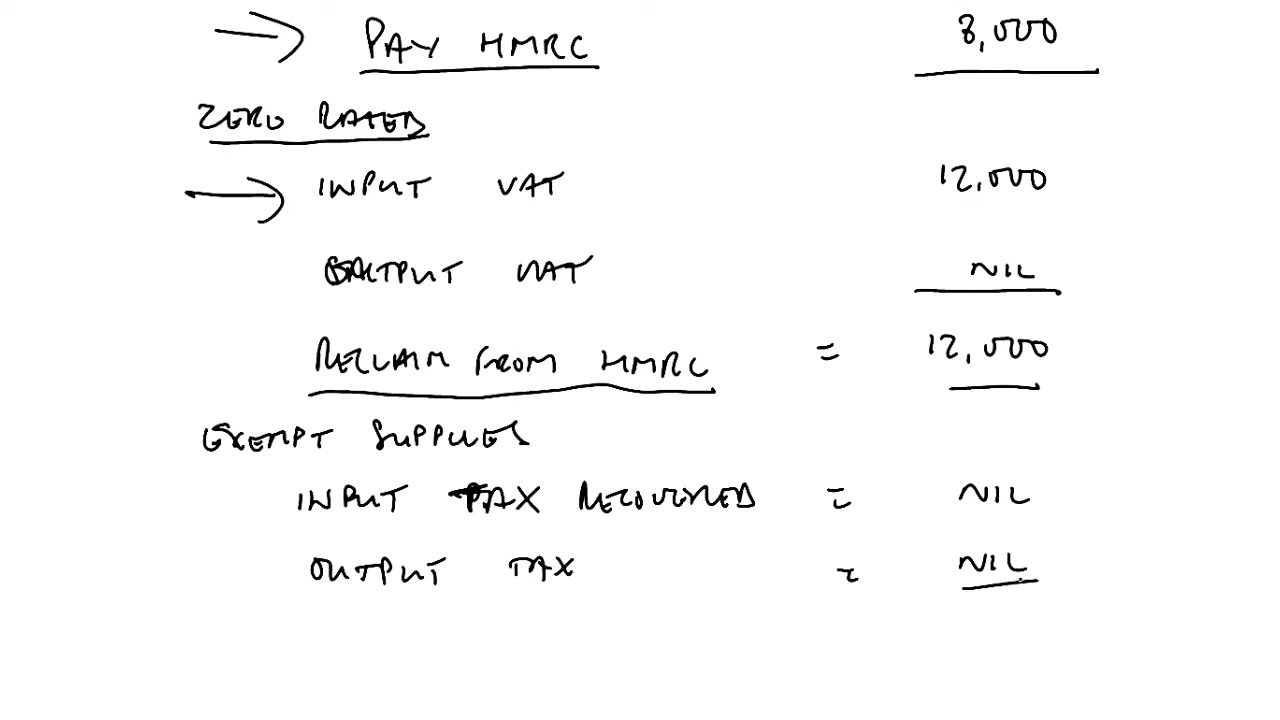 PAY HMRC 8,000
ZERO RATED
INPUT VAT 12,000
OUTPUT VAT NIL
RECLAIM FROM HMRC = 12,000
EXEMPT SUPPLIES
INPUT TAX RECOVERED = NIL
OUTPUT TAX = NIL